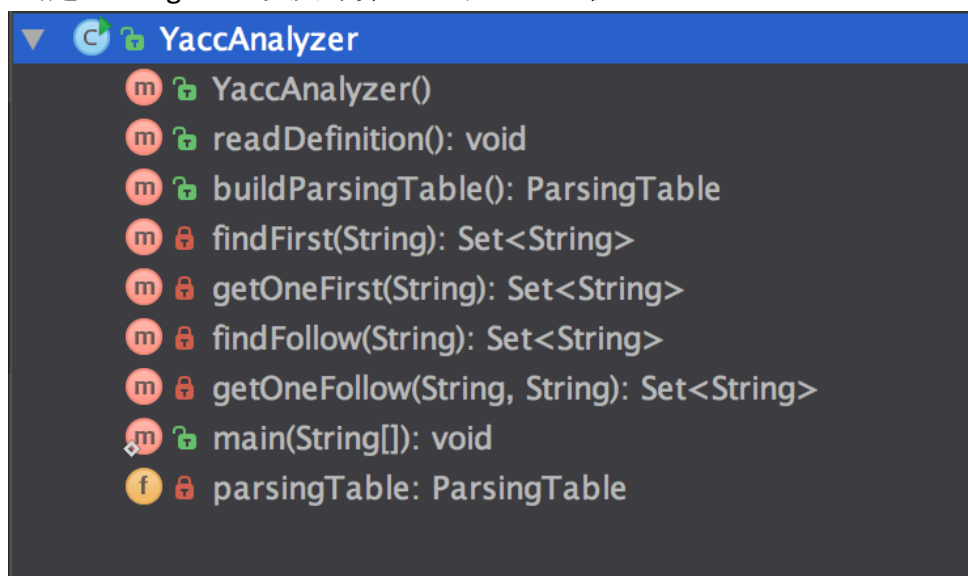 YaccAnalyzer
YaccAnalyzer()
readDefinition(): void
buildParsingTable(): ParsingTable
findFirst(String): Set<String>
getOneFirst(String): Set<String>
findFollow(String): Set<String>
getOneFollow(String, String): Set<String>
main(String[]): void
parsingTable: ParsingTable